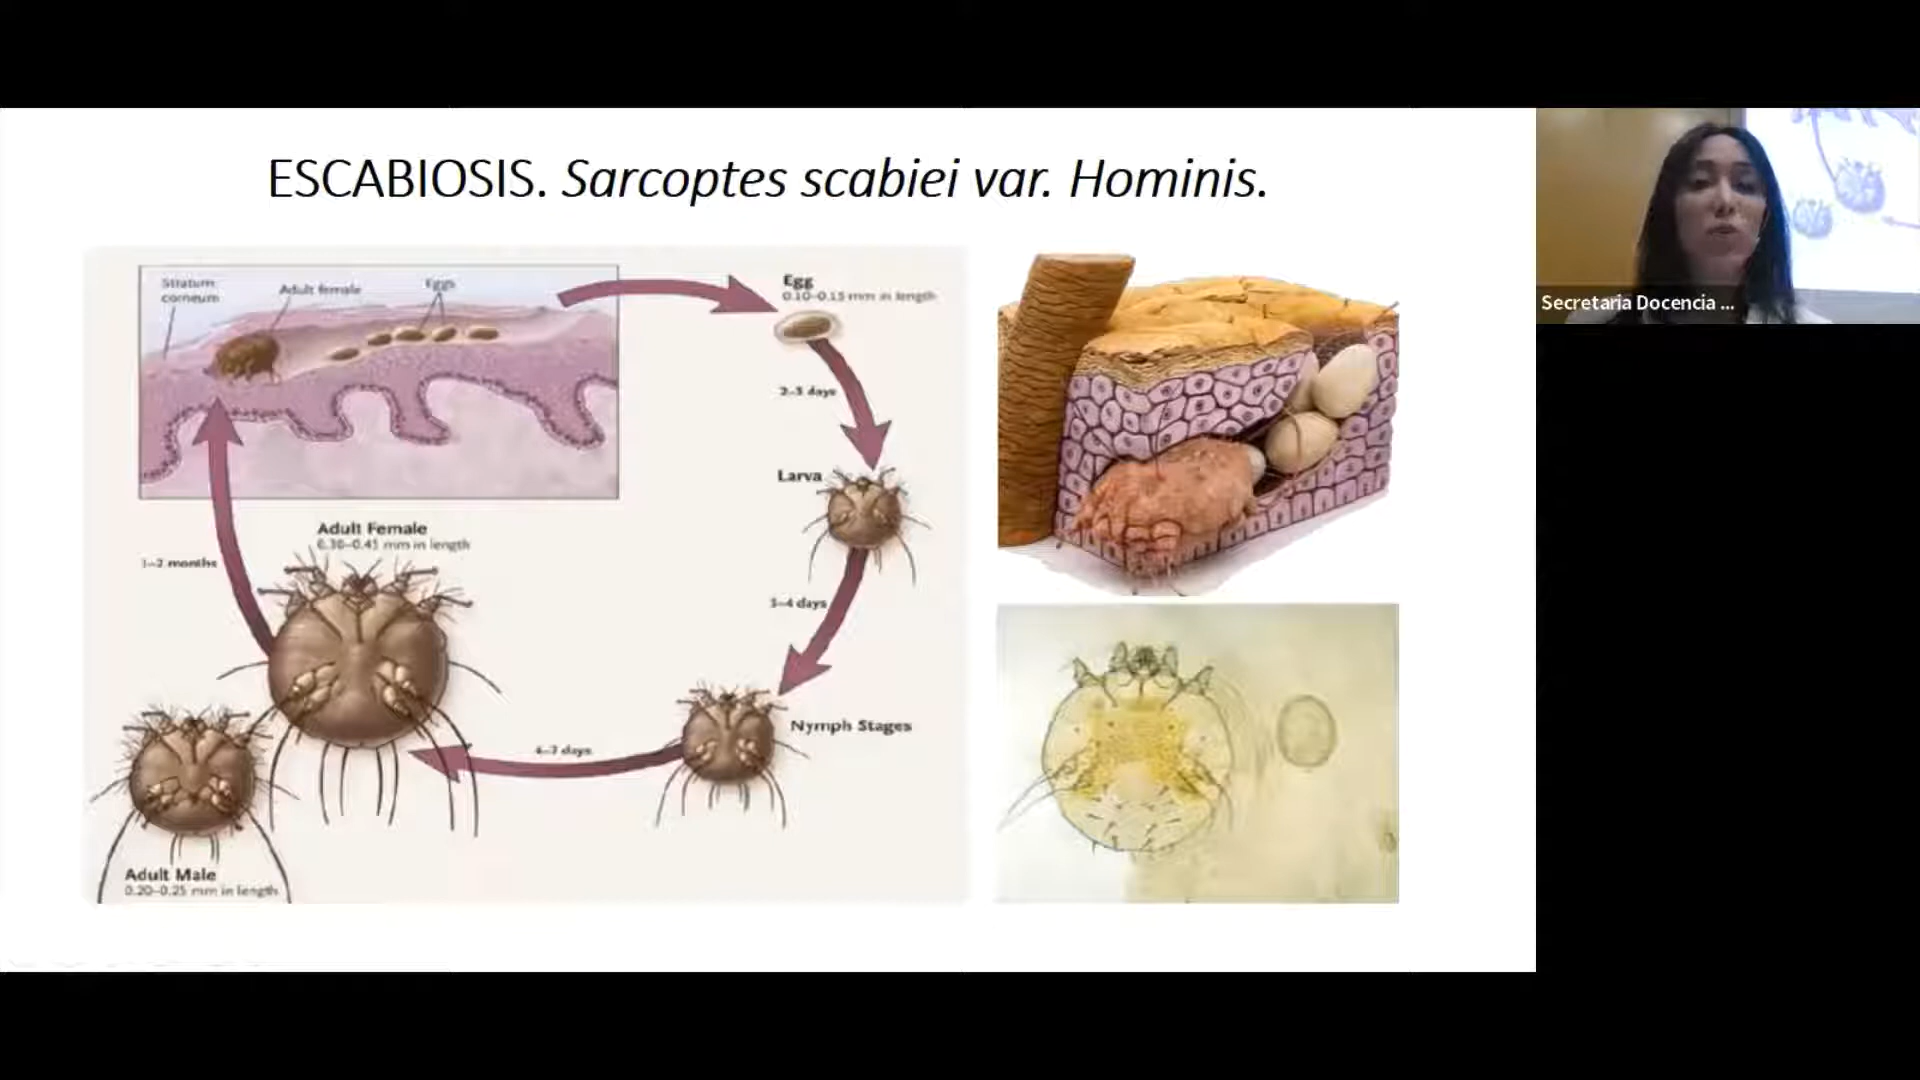 ESCABIOSIS. Sarcoptes scabiei var. Hominis.
Stratum
corneum
Adult female
Eggs
Egg
0.10–0.15 mm in length
2–3 days
Larva
3–4 days
Nymph Stages
4–7 days
Adult Female
0.30–0.45 mm in length
1–2 months
Adult Male
0.20–0.25 mm in length
Secretaria Docencia ...